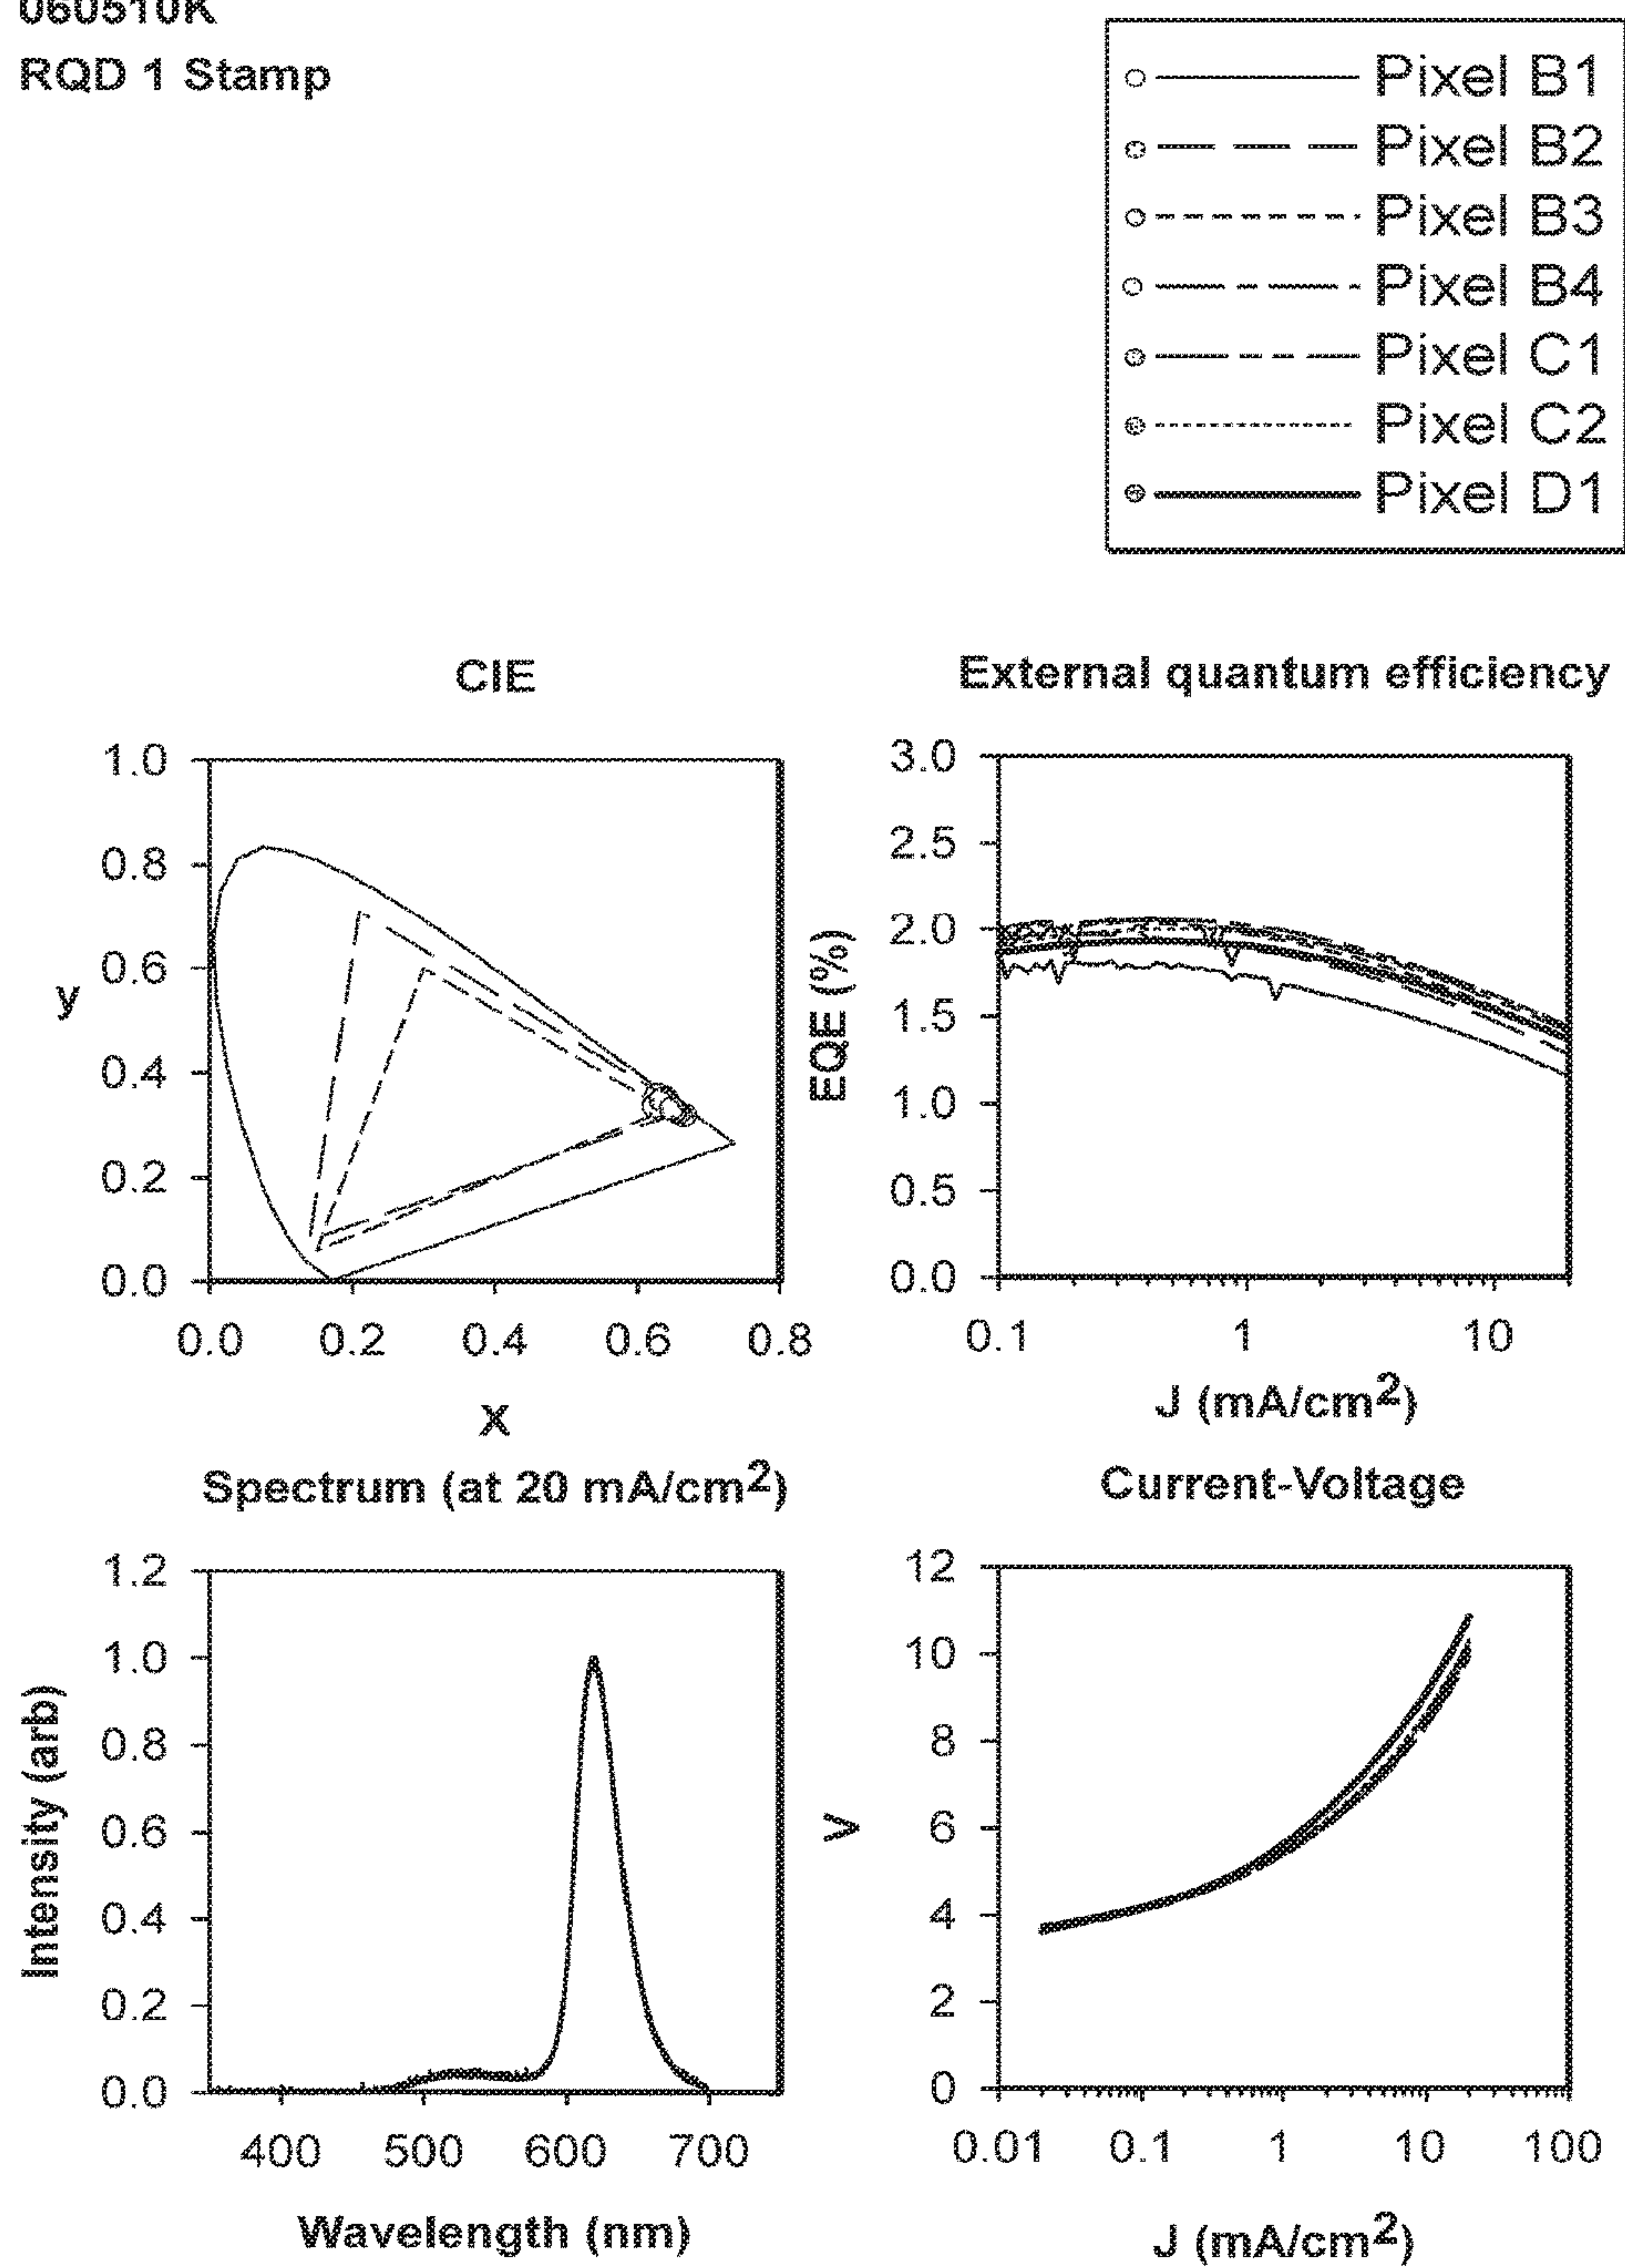 060510K
RQD 1 Stamp
Pixel B1
Pixel B2
Pixel B3
Pixel B4
Pixel C1
Pixel C2
Pixel D1
CIE
1.0
0.8
0.6
0.4
0.2
0.0
y
0.0 0.2 0.4 0.6 0.8
X
External quantum efficiency
3.0
2.5
2.0
1.5
1.0
0.5
0.0
EQE (%)
0.1 1 10
J (mA/cm²)
Spectrum (at 20 mA/cm²)
1.2
1.0
0.8
0.6
0.4
0.2
0.0
Intensity (arb)
400 500 600 700
Wavelength (nm)
Current-Voltage
12
10
8
6
4
2
0
V
0.01 0.1 1 10 100
J (mA/cm²)